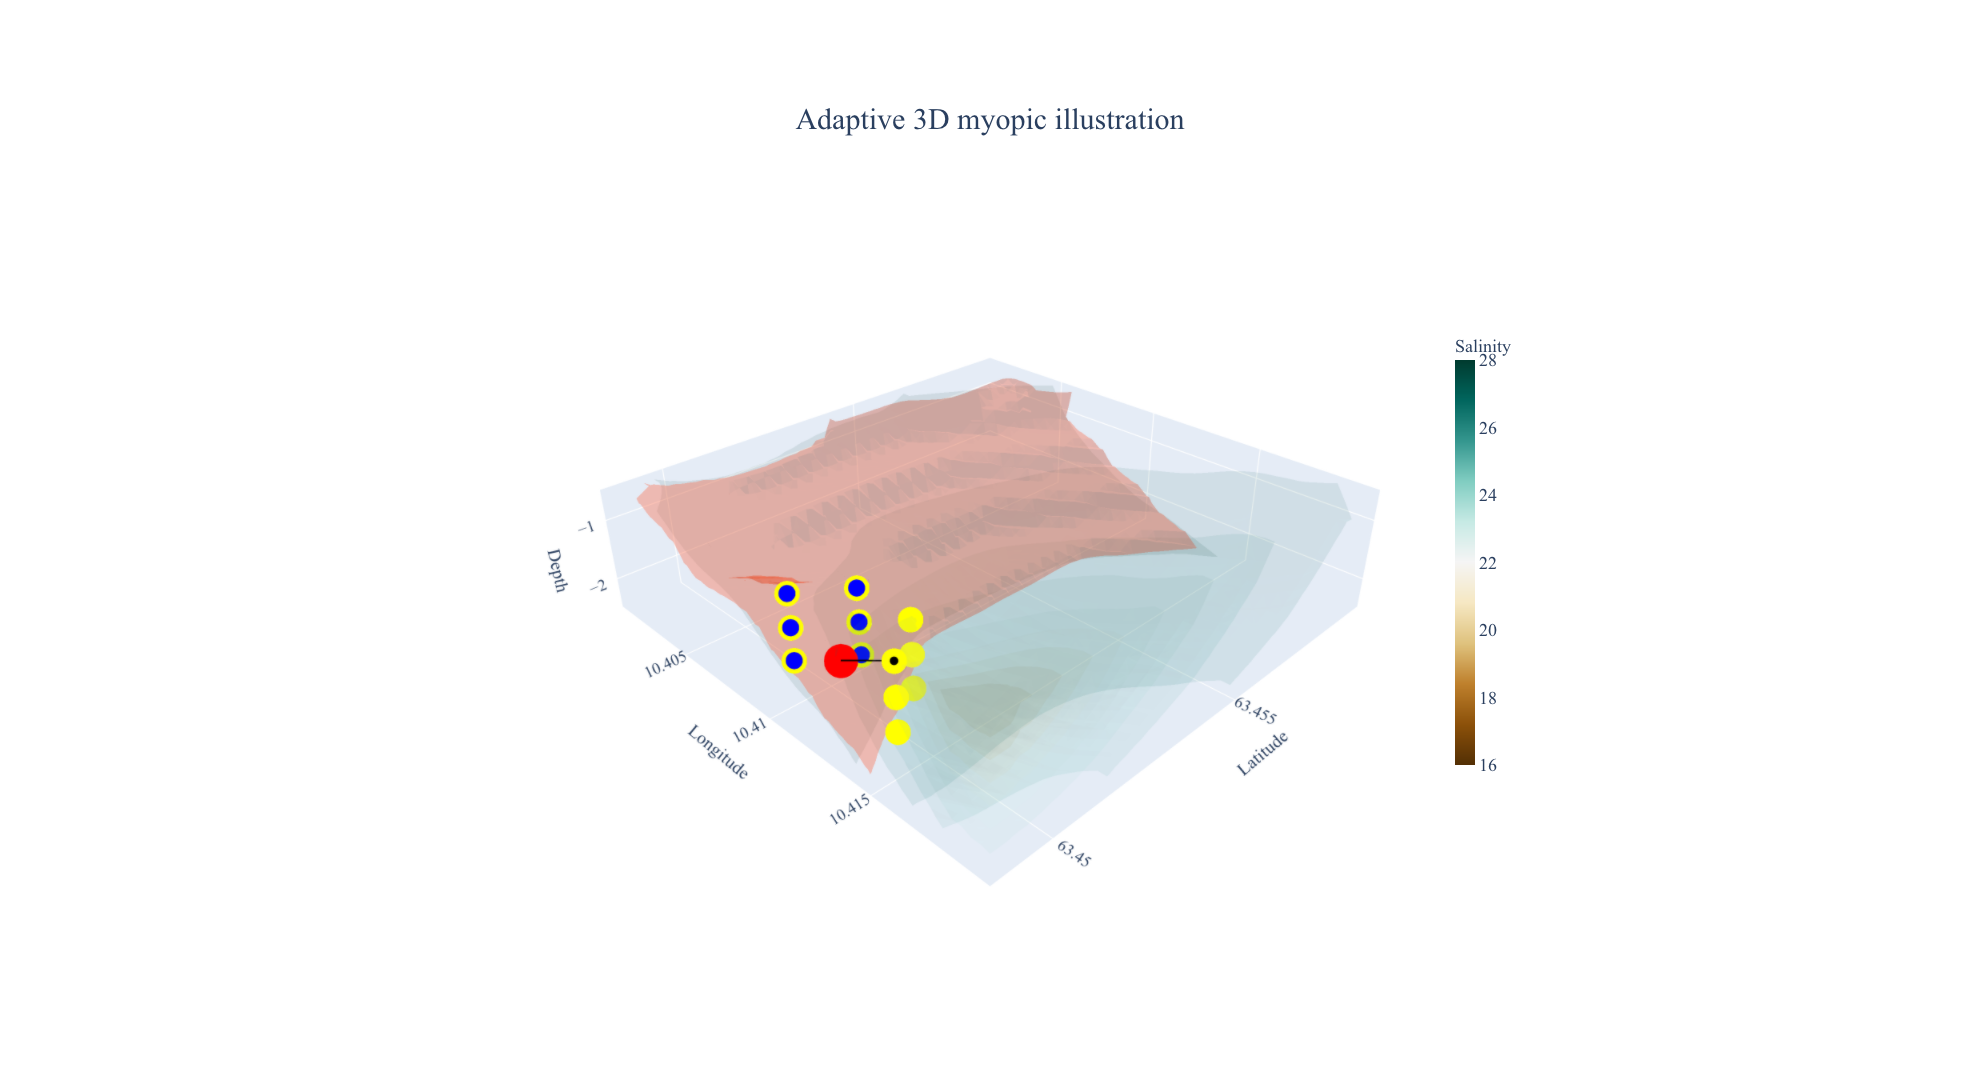 Adaptive 3D myopic illustration
Salinity
28
26
24
22
20
18
16
−1
−2
Depth
10.405
10.41
10.415
Longitude
63.455
63.45
Latitude